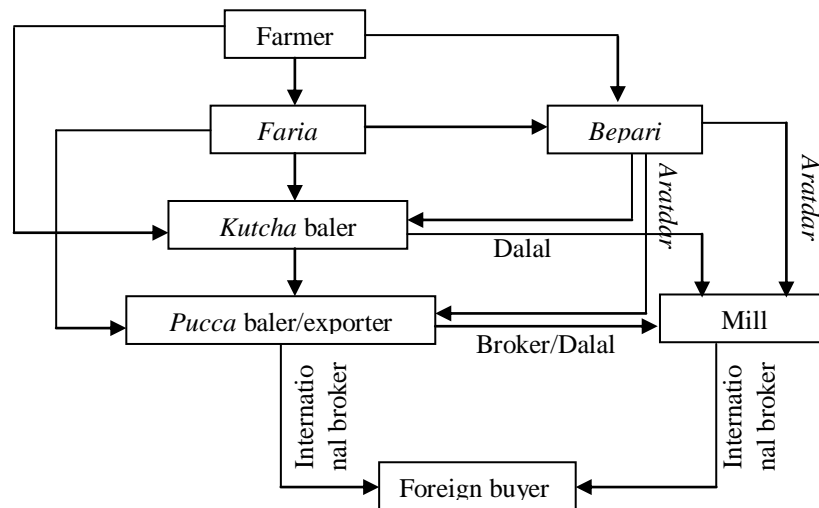 Farmer
Faria
Bepari
Aratdar
Aratdar
Kutcha baler
Dalal
Pucca baler/exporter
Mill
Broker/Dalal
Internatio
nal broker
Internatio
nal broker
Foreign buyer